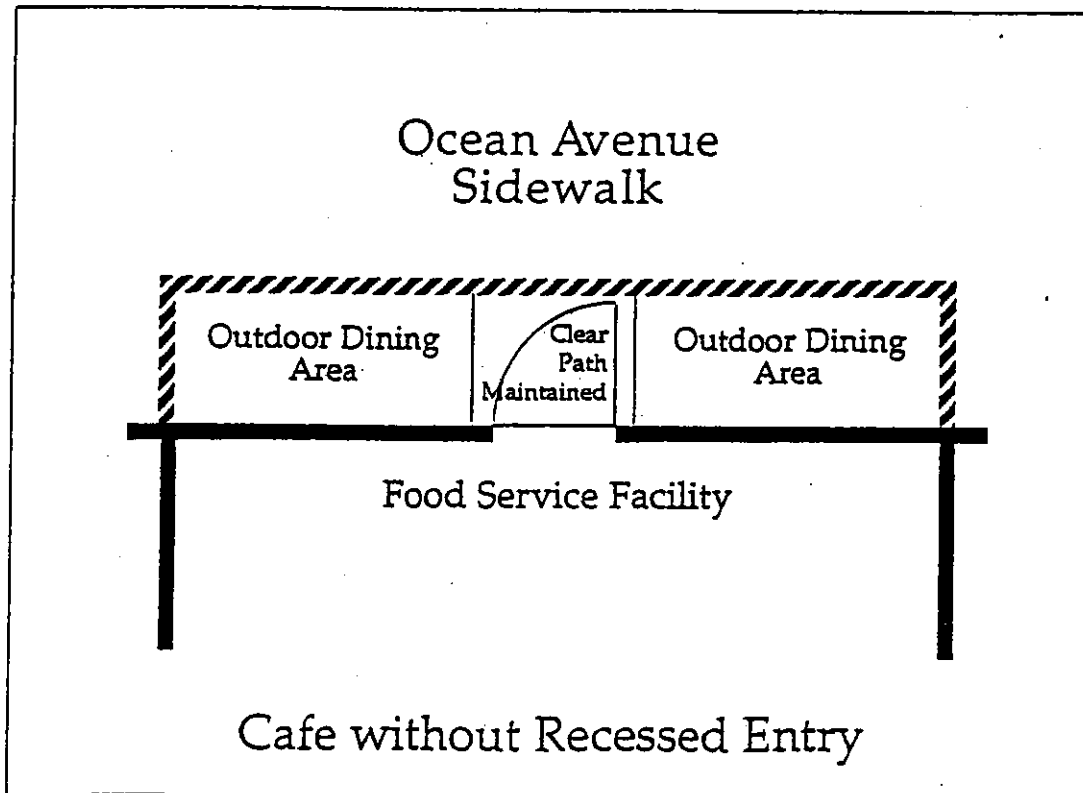 Ocean Avenue
Sidewalk
Outdoor Dining
Area
Clear
Path
Maintained
Outdoor Dining
Area
Food Service Facility
Cafe without Recessed Entry